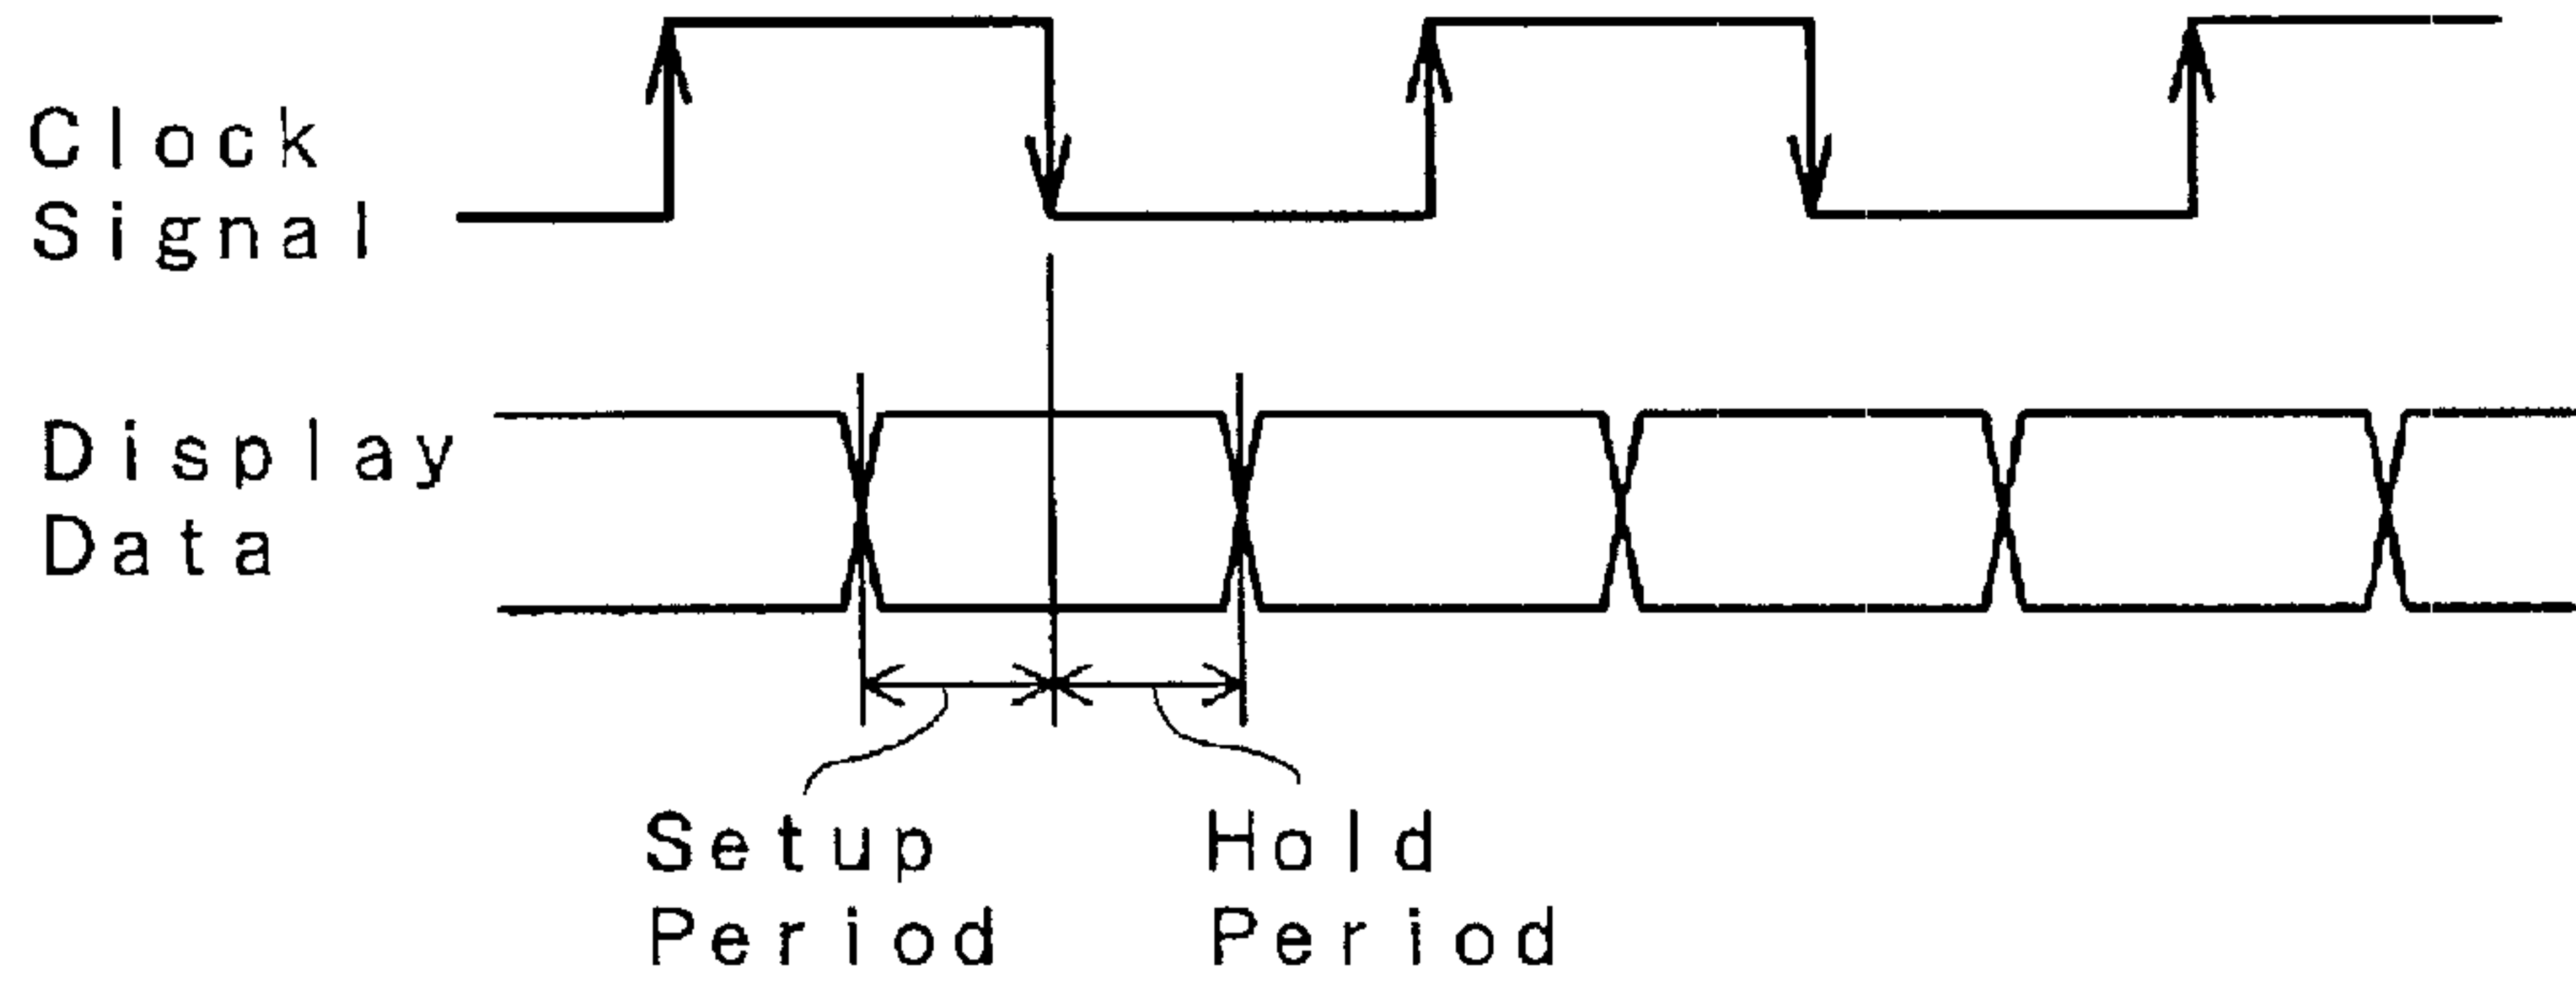 Clock
Signal
Display
Data
Setup
Period
Hold
Period